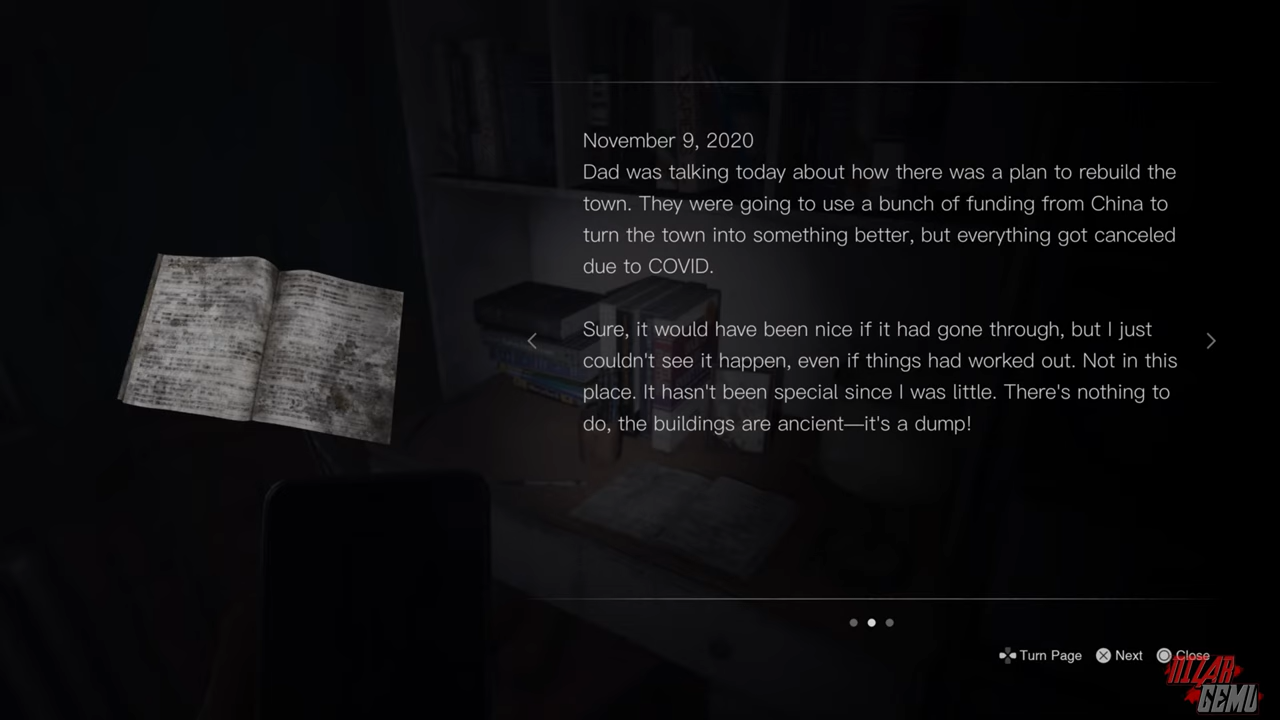 November 9, 2020
Dad was talking today about how there was a plan to rebuild the
town. They were going to use a bunch of funding from China to
turn the town into something better, but everything got canceled
due to COVID.
Sure, it would have been nice if it had gone through, but I just
couldn't see it happen, even if things had worked out. Not in this
place. It hasn't been special since I was little. There's nothing to
do, the buildings are ancient—it's a dump!
Turn Page Next Close
NIZAR
GEMU